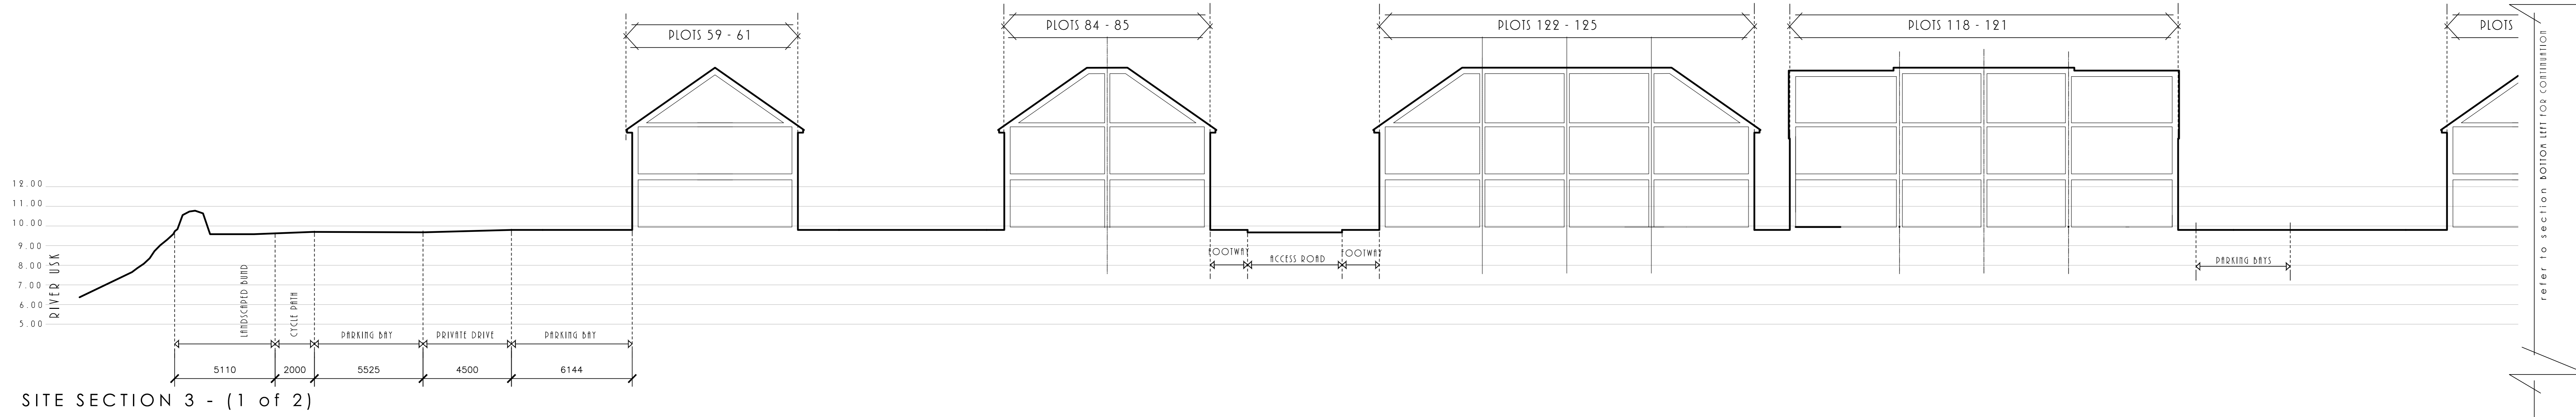 PLOTS 59 - 61
PLOTS 84 - 85
PLOTS 122 - 125
PLOTS 118 - 121
PLOTS
12.00
11.00
10.00
9.00
8.00
7.00
6.00
5.00
RIVER USK
LANDSCAPED BUND
CYCLE PATH
PARKING BAY
PRIVATE DRIVE
PARKING BAY
5110
2000
5525
4500
6144
FOOTWAY
ACCESS ROAD
FOOTWAY
PARKING BAYS
refer to section BOTTOM LEFT FOR CONTINUATION
SITE SECTION 3 - (1 of 2)